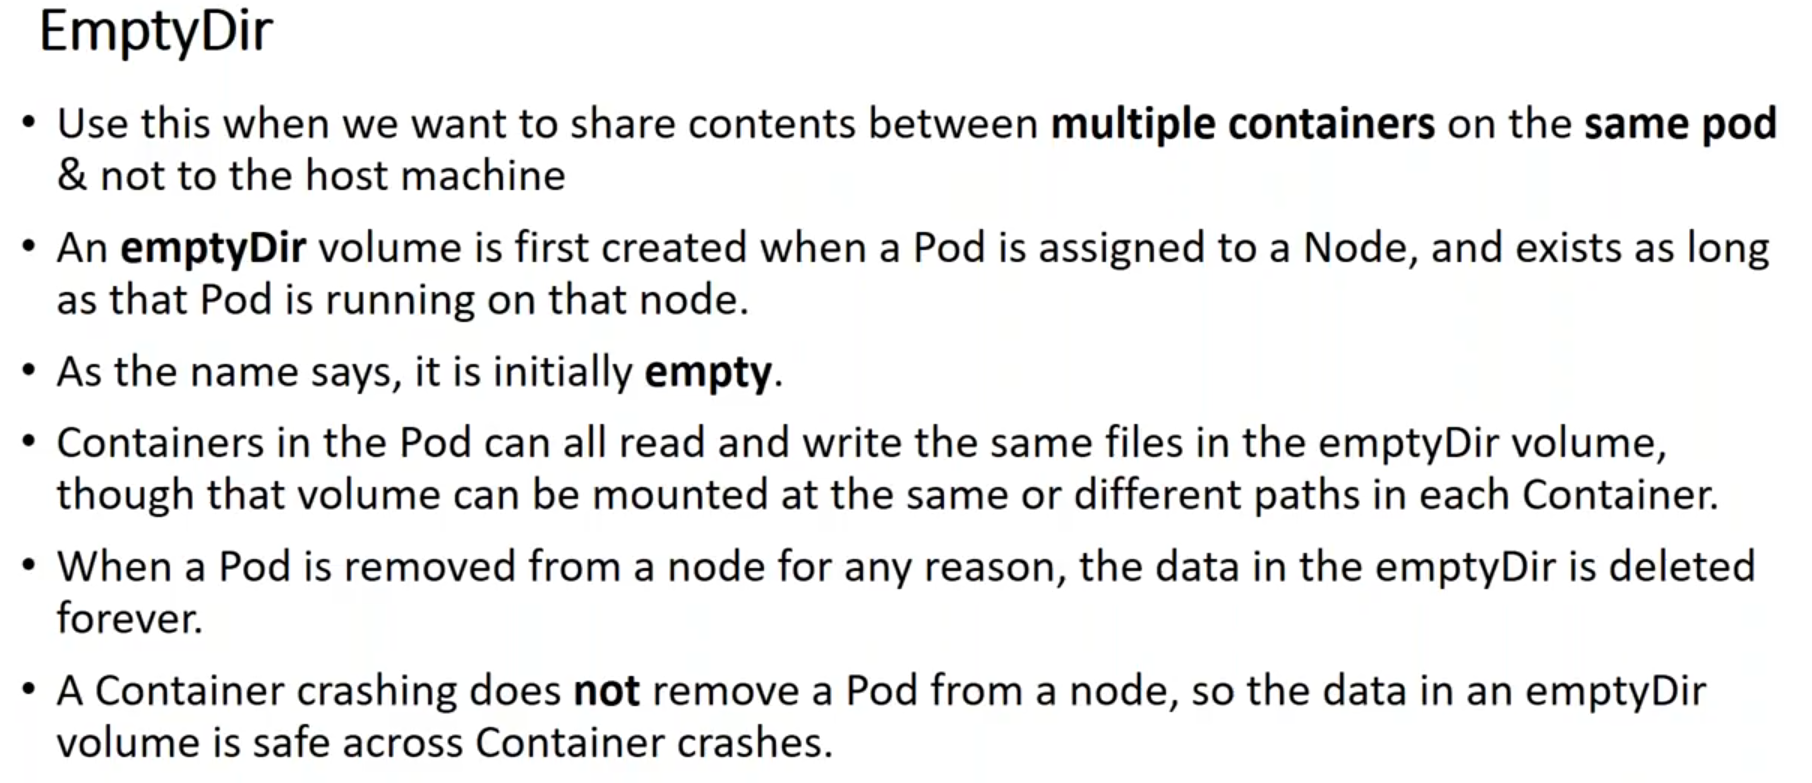 EmptyDir
• Use this when we want to share contents between multiple containers on the same pod
& not to the host machine
• An emptyDir volume is first created when a Pod is assigned to a Node, and exists as long
as that Pod is running on that node.
• As the name says, it is initially empty.
• Containers in the Pod can all read and write the same files in the emptyDir volume,
though that volume can be mounted at the same or different paths in each Container.
• When a Pod is removed from a node for any reason, the data in the emptyDir is deleted
forever.
• A Container crashing does not remove a Pod from a node, so the data in an emptyDir
volume is safe across Container crashes.